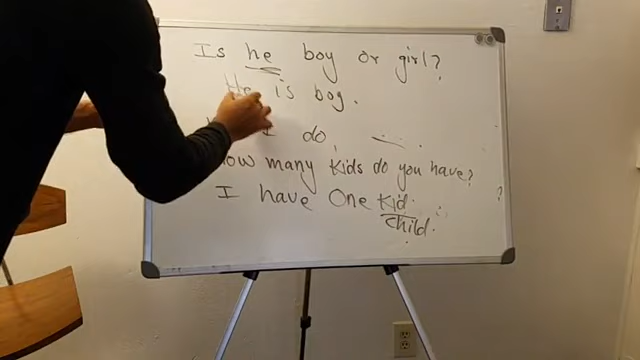 Is he boy or girl?
He is boy.
I do
How many Kids do you have?
I have One Kid.
child.